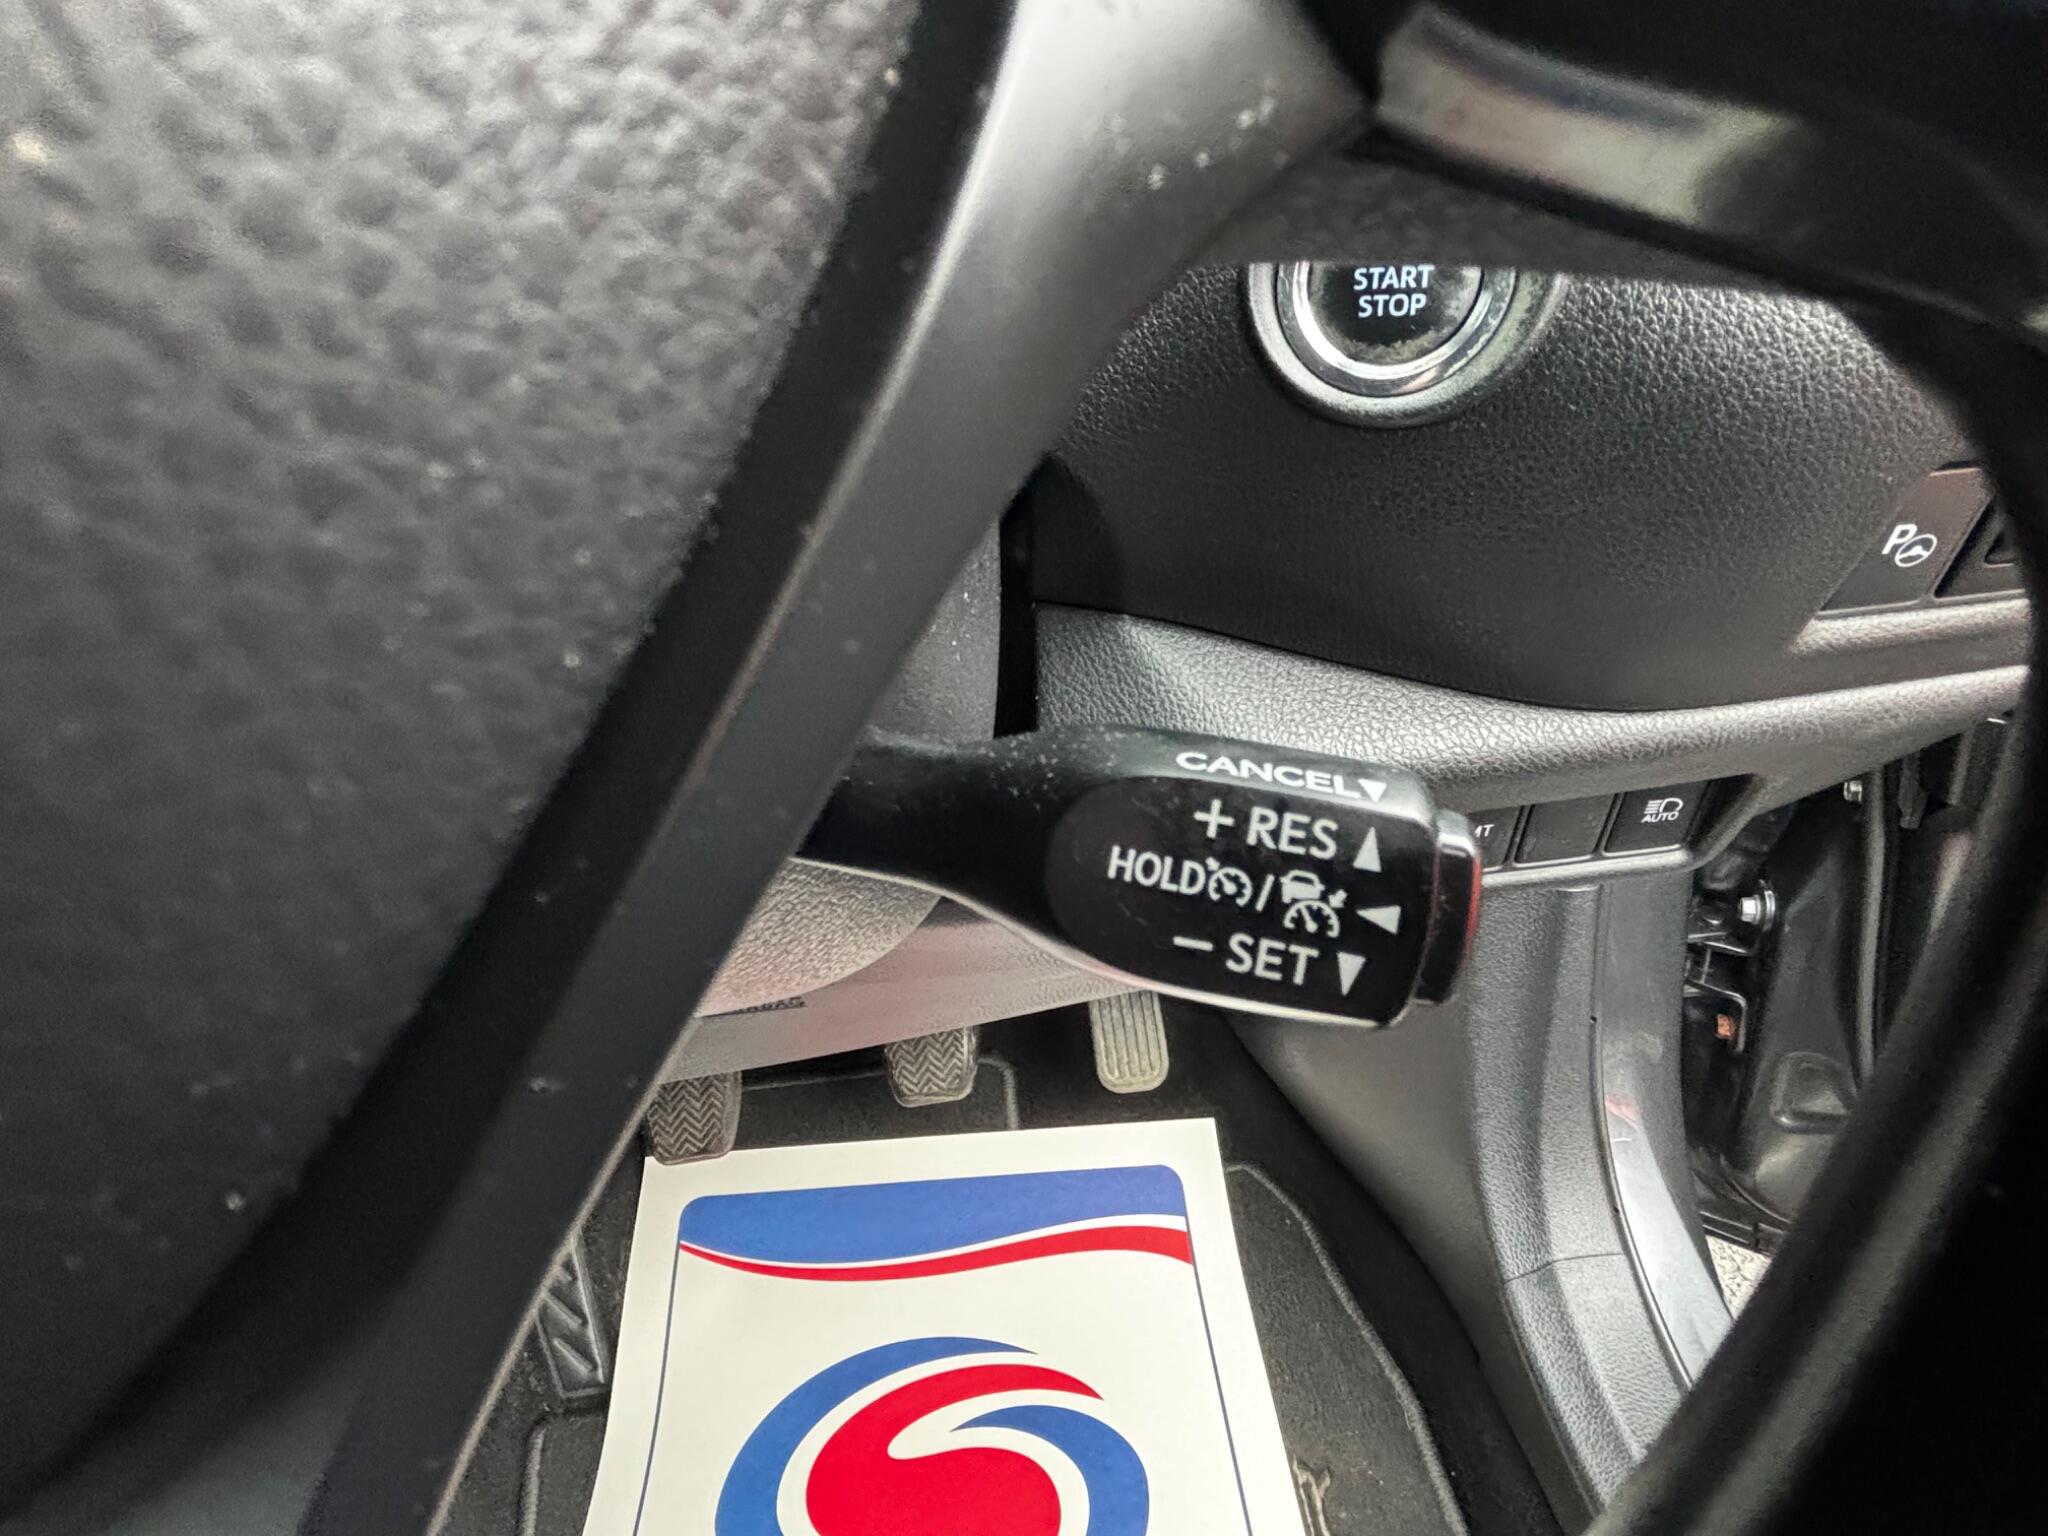 START
STOP
P
CANCEL▼
+ RES ▲
HOLD / ◀
- SET ▼
AUTO